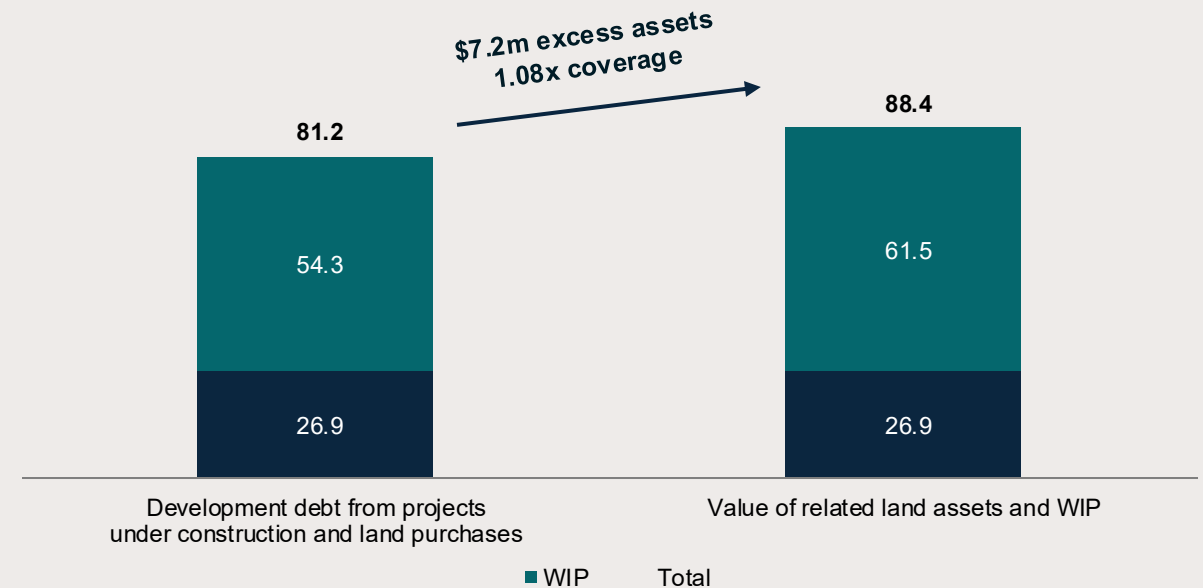 $7.2m excess assets
1.08x coverage
81.2
88.4
54.3
61.5
26.9
26.9
Development debt from projects
under construction and land purchases
Value of related land assets and WIP
WIP
Total